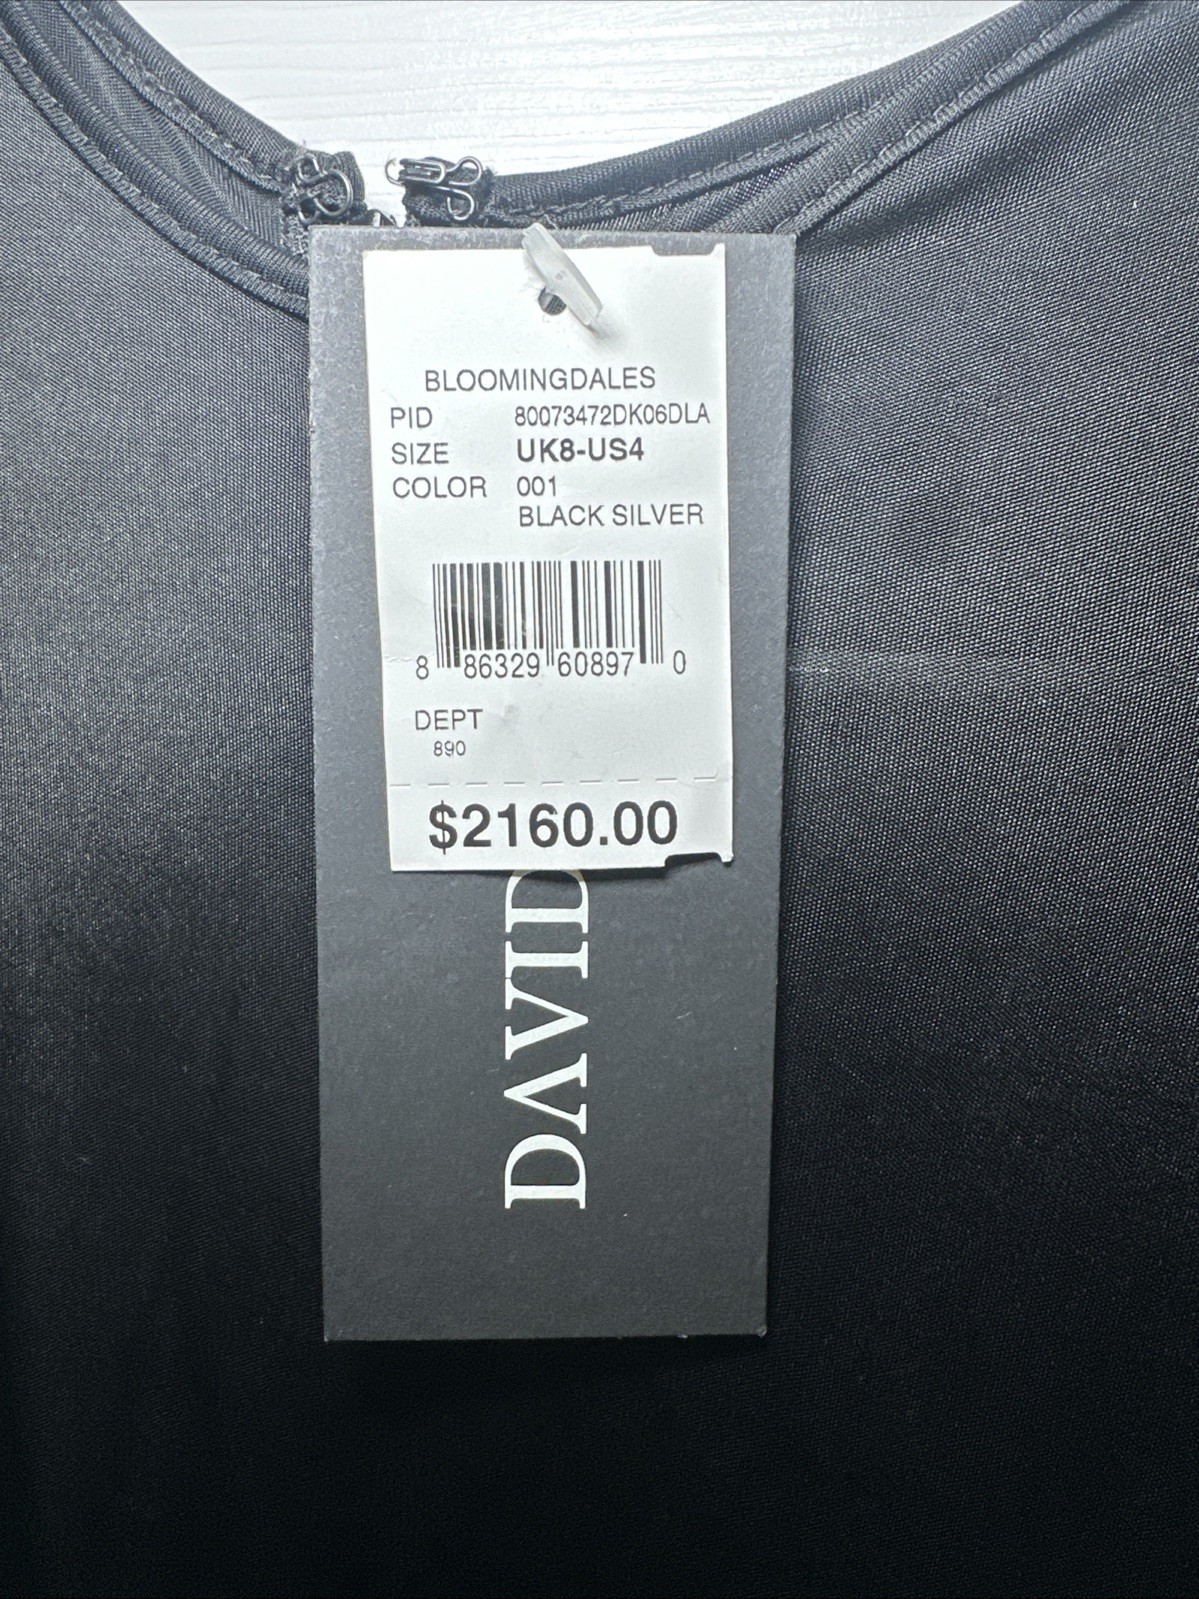 BLOOMINGDALES
PID 80073472DK06DLA
SIZE UK8-US4
COLOR 001
BLACK SILVER
8 86329 60897 0
DEPT
890
$2160.00
DAVID